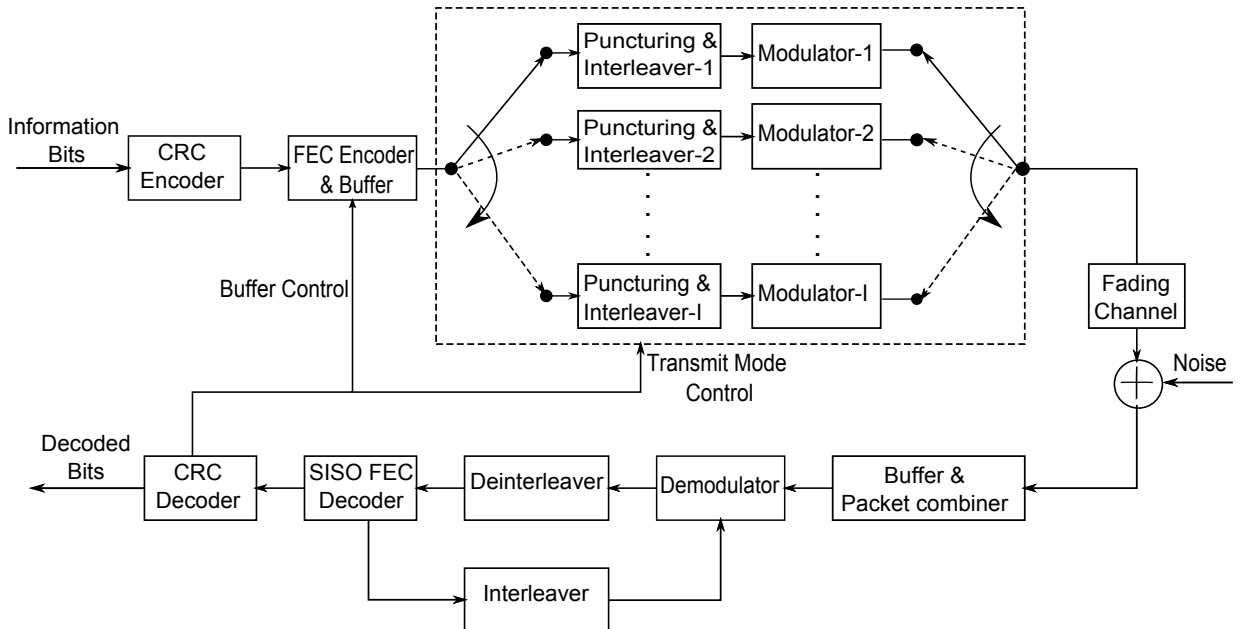 Information
Bits
CRC
Encoder
FEC Encoder
& Buffer
Puncturing &
Interleaver-1
Modulator-1
Puncturing &
Interleaver-2
Modulator-2
Puncturing &
Interleaver-I
Modulator-I
Buffer Control
Transmit Mode
Control
Fading
Channel
Noise
Decoded
Bits
CRC
Decoder
SISO FEC
Decoder
Deinterleaver
Demodulator
Buffer &
Packet combiner
Interleaver